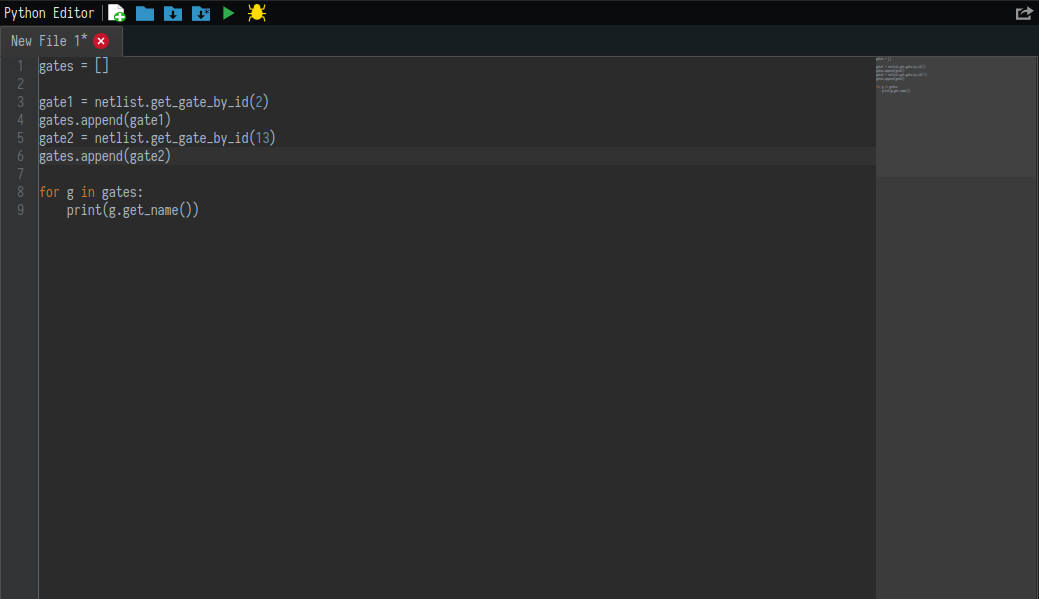 Python Editor
New File 1*
1 gates = []
2
3 gate1 = netlist.get_gate_by_id(2)
4 gates.append(gate1)
5 gate2 = netlist.get_gate_by_id(13)
6 gates.append(gate2)
7
8 for g in gates:
9     print(g.get_name())